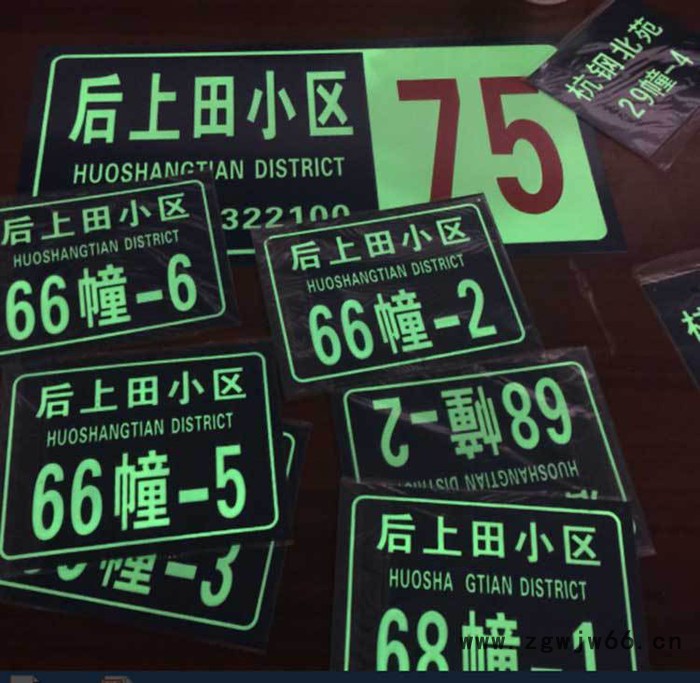 后上田小区
HUOSHANGTIAN DISTRICT
322100
75
杭钢北苑
29幢-4
后上田小区
HUOSHANGTIAN DISTRICT
66幢-6
后上田小区
HUOSHANGTIAN DISTRICT
66幢-2
后上田小区
HUOSHANGTIAN DISTRICT
66幢-5
68幢-2
HUOSHANGTIAN DISTRI
幢-3
后上田小区
HUOSHA GTIAN DISTRICT
68幢-1
www.zgwjw66.cn